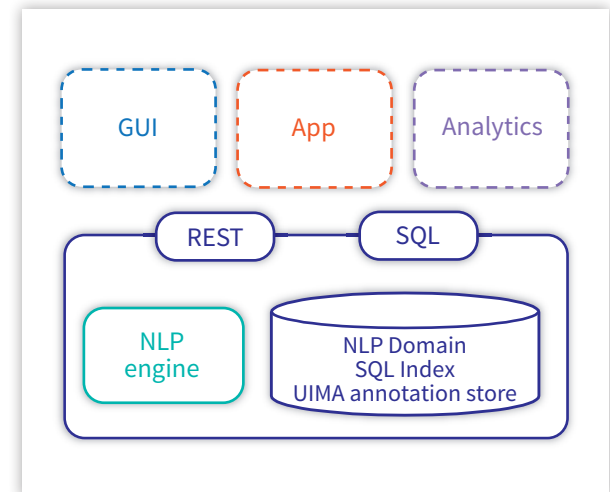 GUI
App
Analytics
REST
SQL
NLP
engine
NLP Domain
SQL Index
UIMA annotation store